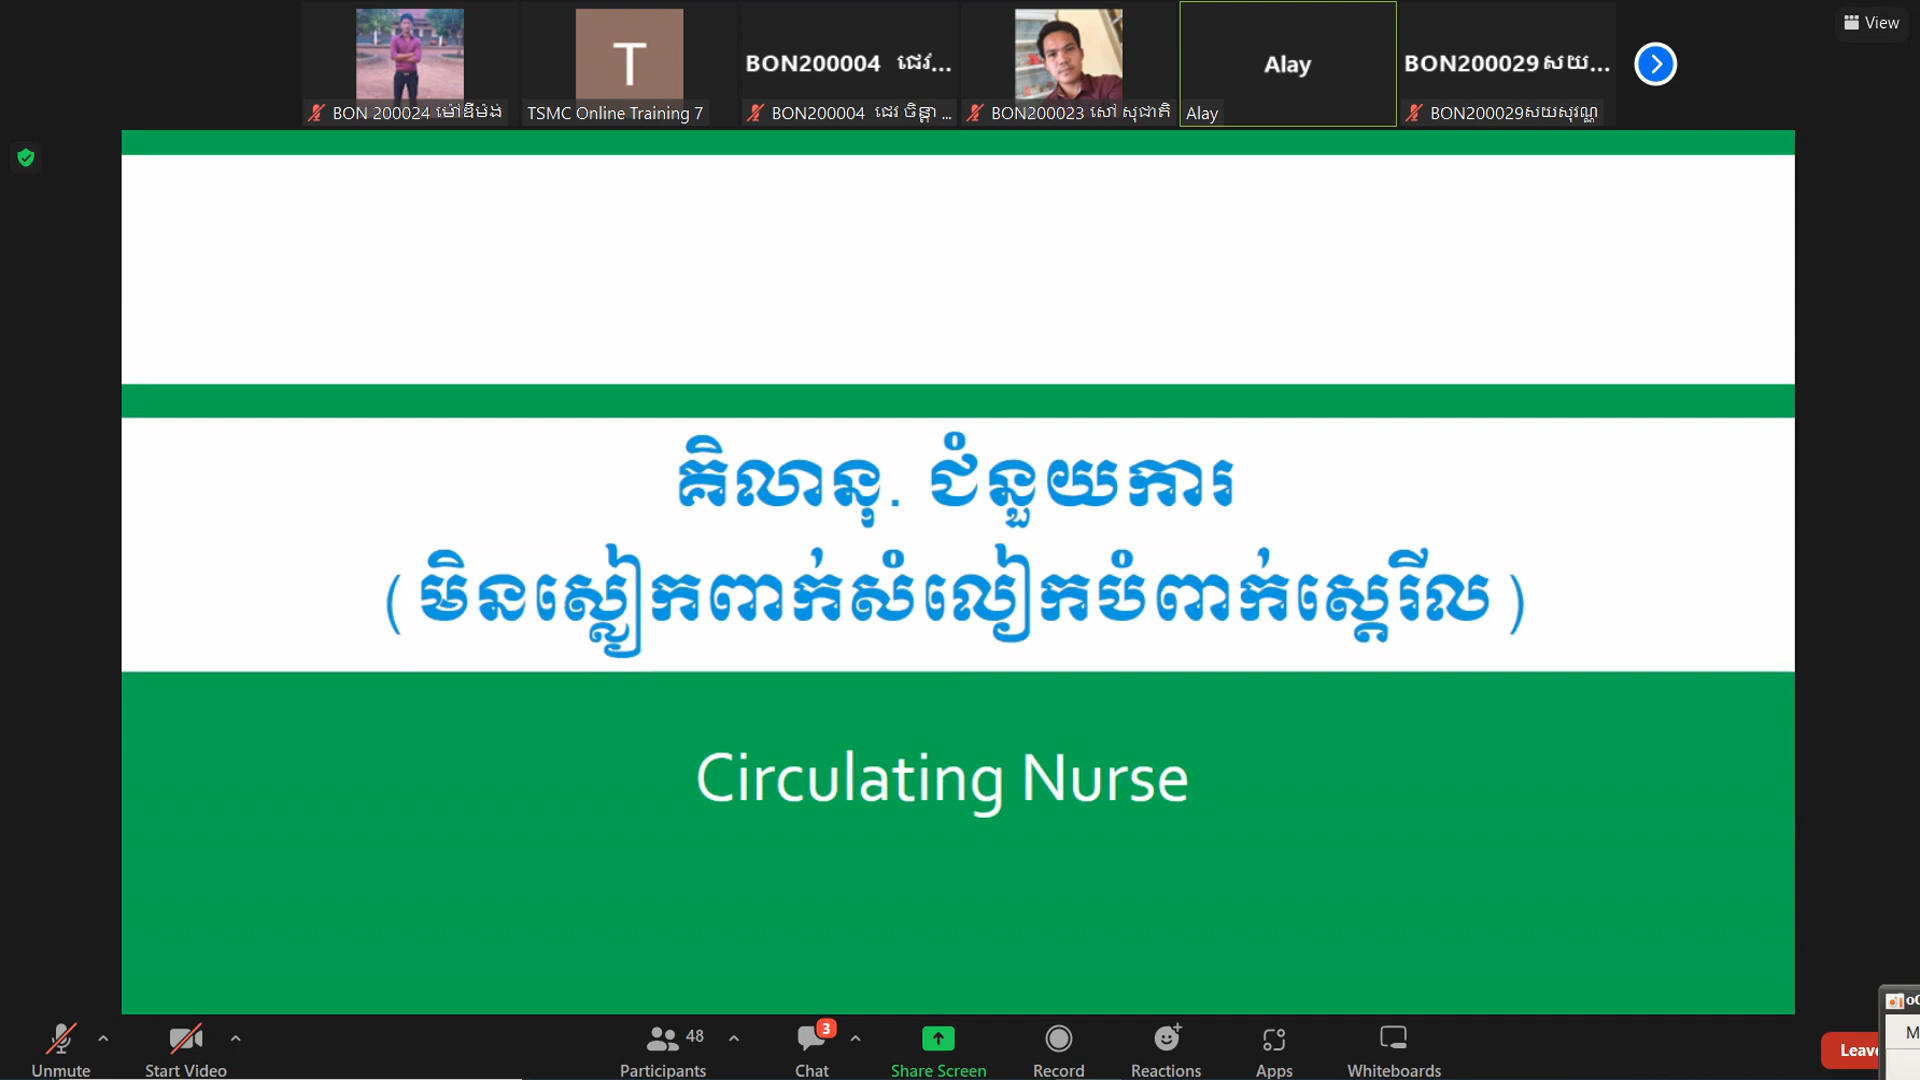 View
BON200004 ជេវ...
Alay
BON200029សយ...
T
BON 200024 ម៉ៅឌីម៉ង់
TSMC Online Training 7
BON200004 ជេវ ចិន្តា ...
BON200023 សៅ សុជាតិ
Alay
BON200029សយសុវណ្ណ
គិលានុ. ជំនួយការ
(មិនស្លៀកពាក់សំលៀកបំពាក់ស្តេរីល)
Circulating Nurse
48
3
Unmute
Start Video
Participants
Chat
Share Screen
Record
Reactions
Apps
Whiteboards